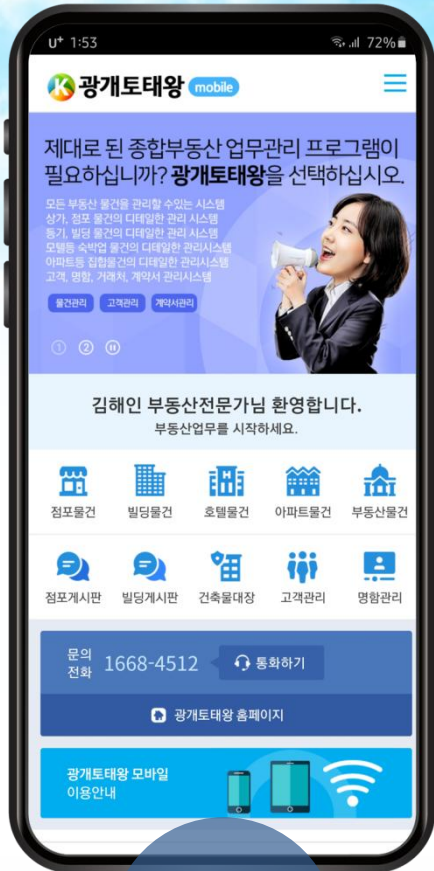 U+ 1:53 72%
K 광개토태왕 mobile
제대로 된 종합부동산 업무관리 프로그램이
필요하십니까? 광개토태왕을 선택하십시오.
모든 부동산 물건을 관리할 수있는 시스템
상가, 점포 물건의 디테일한 관리 시스템
등기, 빌딩 물건의 디테일한 관리 시스템
모텔등 숙박업 물건의 디테일한 관리시스템
아파트등 집합물건의 디테일한 관리시스템
고객, 명함, 거래처, 계약서 관리시스템
물건관리 고객관리 계약서관리
1 2
김해인 부동산전문가님 환영합니다.
부동산업무를 시작하세요.
점포물건 빌딩물건 호텔물건 아파트물건 부동산물건
점포게시판 빌딩게시판 건축물대장 고객관리 명함관리
문의
전화 1668-4512 통화하기
광개토태왕 홈페이지
광개토태왕 모바일
이용안내